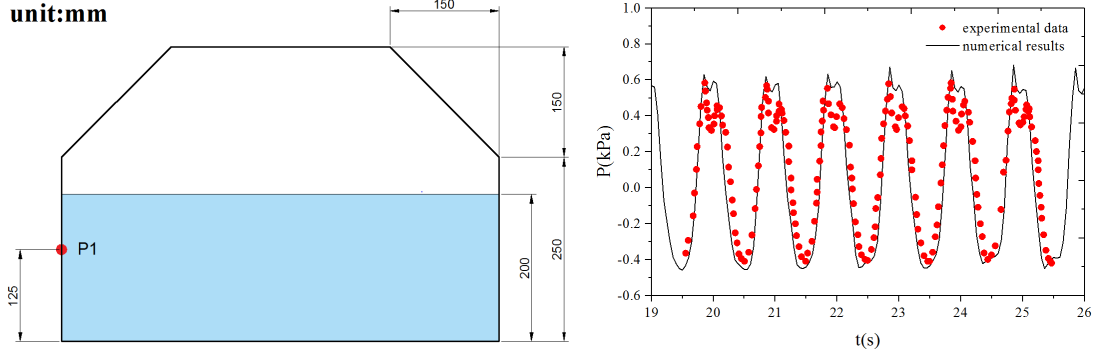 unit:mm
150
150
250
200
125
P1
1.0
0.8
0.6
0.4
0.2
0.0
-0.2
-0.4
-0.6
P(kPa)
experimental data
numerical results
19 20 21 22 23 24 25 26
t(s)